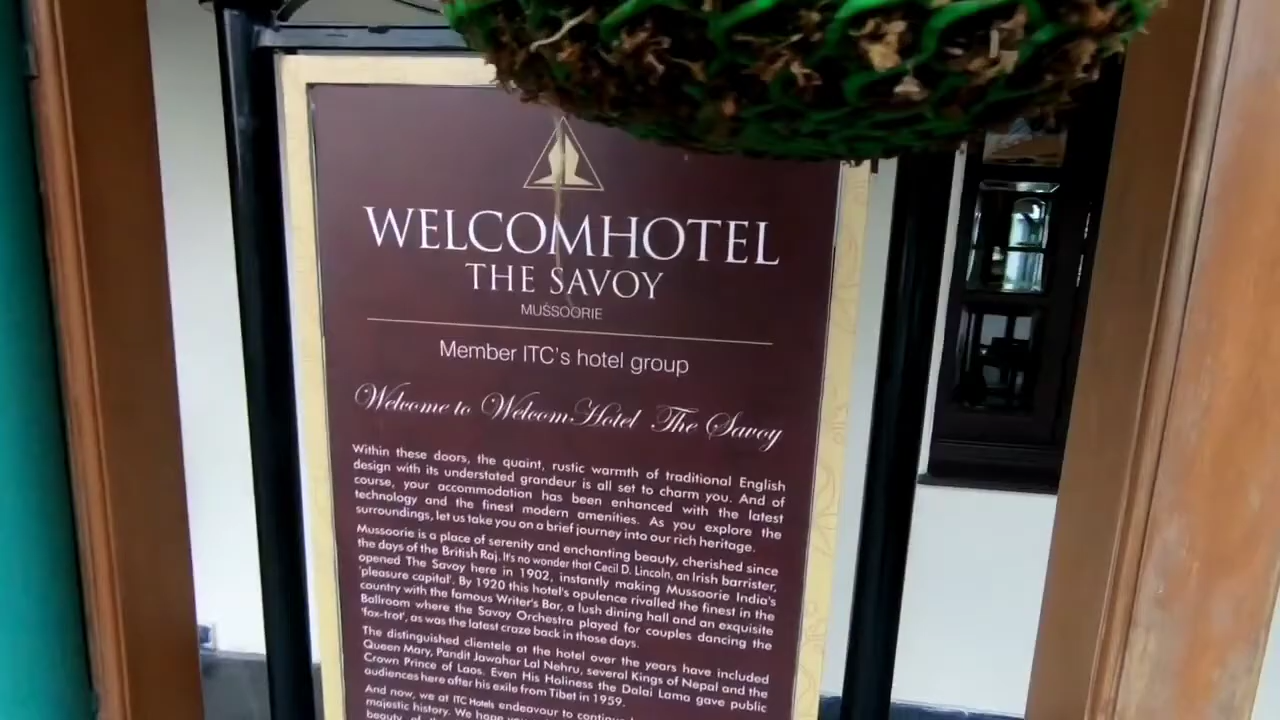 WELCOMHOTEL
THE SAVOY
MUSSOORIE
Member ITC's hotel group
Welcome to WelcomHotel The Savoy
Within these doors, the quaint, rustic warmth of traditional English
design with its understated grandeur is all set to charm you. And of
course, your accommodation has been enhanced with the latest
technology and the finest modern amenities. As you explore the
surroundings, let us take you on a brief journey into our rich heritage.
Mussoorie is a place of serenity and enchanting beauty, cherished since
the days of the British Raj. It's no wonder that Cecil D. Lincoln, an Irish barrister,
opened The Savoy here in 1902, instantly making Mussoorie India's
'pleasure capital'. By 1920 this hotel's opulence rivalled the finest in the
country with the famous Writer's Bar, a lush dining hall and an exquisite
Ballroom where the Savoy Orchestra played for couples dancing the
'fox-trot', as was the latest craze back in those days.
The distinguished clientele at the hotel over the years have included
Queen Mary, Pandit Jawahar Lal Nehru, several Kings of Nepal and the
Crown Prince of Laos. Even His Holiness the Dalai Lama gave public
audiences here after his exile from Tibet in 1959.
And now, we at ITC Hotels endeavour to continue
majestic history. We hope you
beauty of